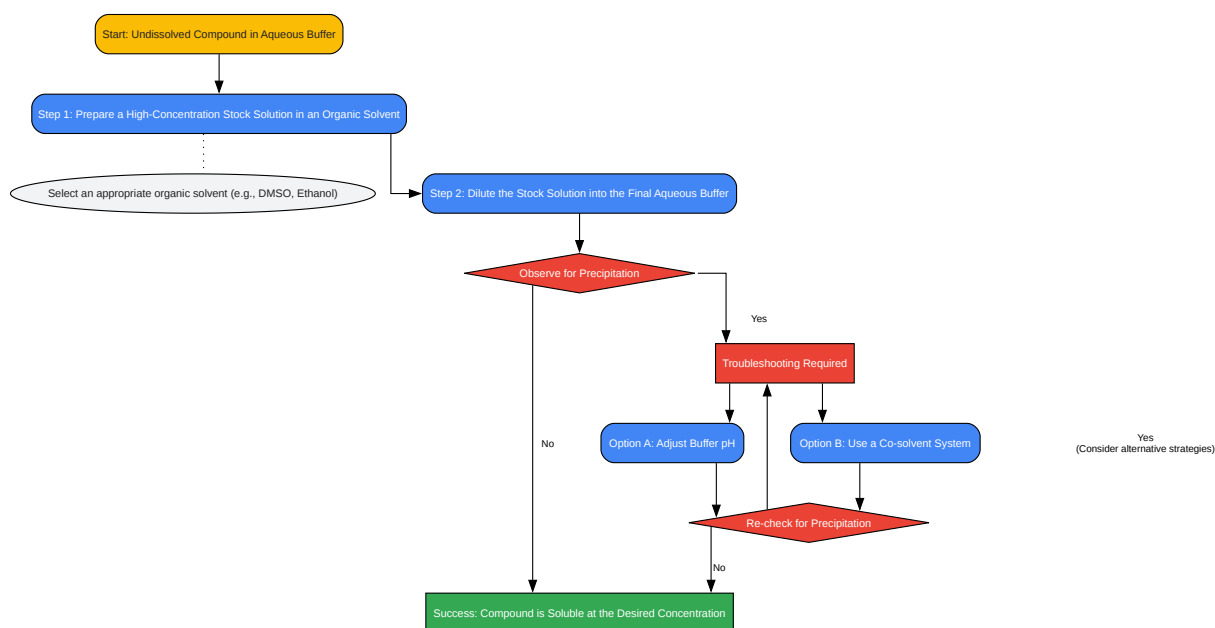 Start: Undissolved Compound in Aqueous Buffer
Step 1: Prepare a High-Concentration Stock Solution in an Organic Solvent
Select an appropriate organic solvent (e.g., DMSO, Ethanol)
Step 2: Dilute the Stock Solution into the Final Aqueous Buffer
Observe for Precipitation
Yes
Troubleshooting Required
No
Option A: Adjust Buffer pH
Option B: Use a Co-solvent System
Yes
(Consider alternative strategies)
Re-check for Precipitation
No
Success: Compound is Soluble at the Desired Concentration